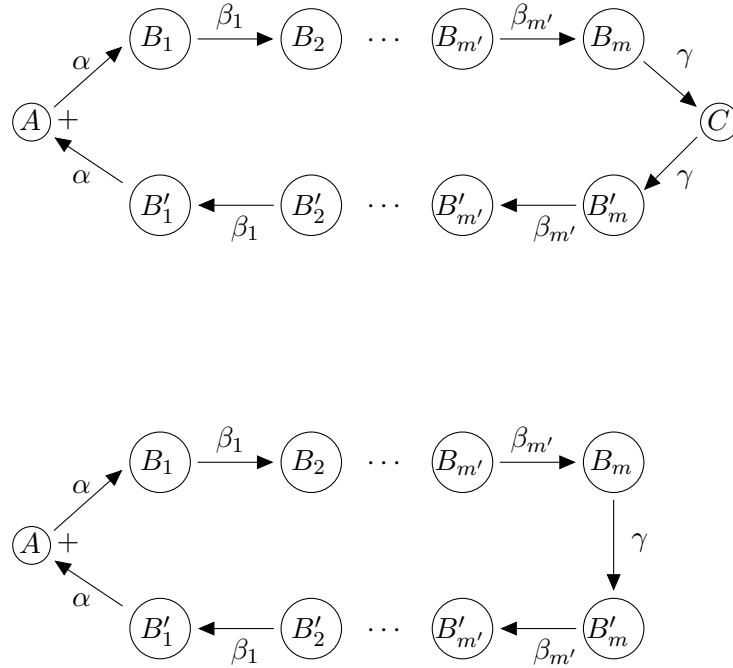 β₁ βₘ′
B₁ B₂ ⋯ Bₘ′ Bₘ
α γ
A + C
α γ
B′₁ B′₂ ⋯ B′ₘ′ B′ₘ
β₁ βₘ′
β₁ βₘ′
B₁ B₂ ⋯ Bₘ′ Bₘ
α
A + γ
α
B′₁ B′₂ ⋯ B′ₘ′ B′ₘ
β₁ βₘ′